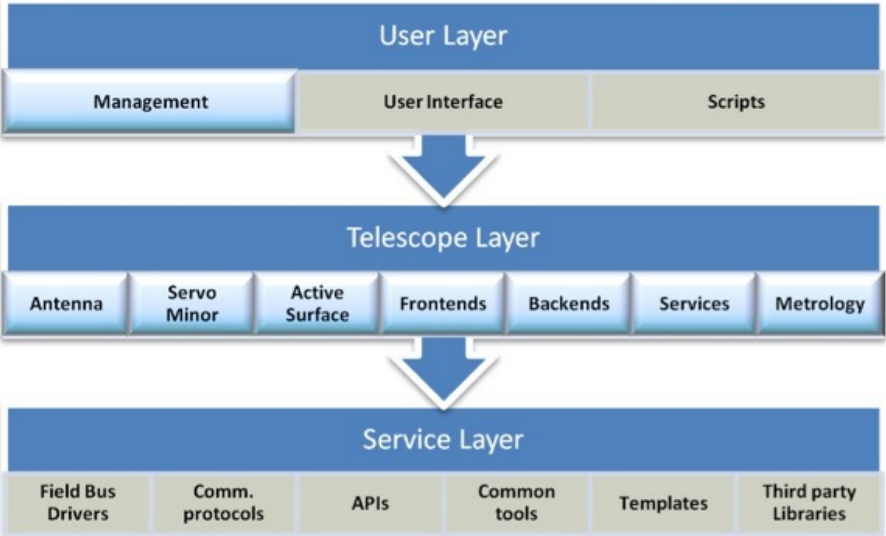 User Layer
Management
User Interface
Scripts
Telescope Layer
Antenna
Servo
Minor
Active
Surface
Frontends
Backends
Services
Metrology
Service Layer
Field Bus
Drivers
Comm.
protocols
APIs
Common
tools
Templates
Third party
Libraries